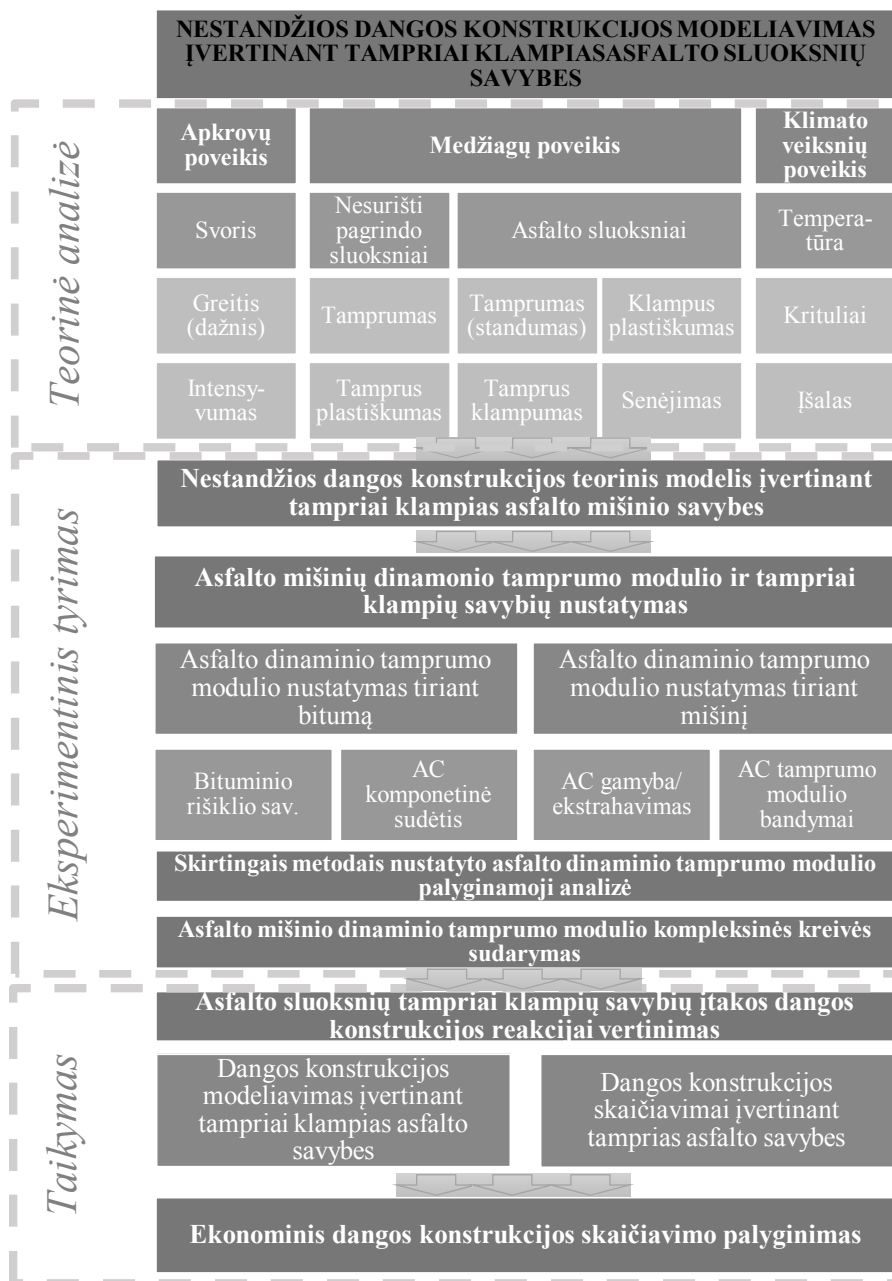 NESTANDŽIOS DANGOS KONSTRUKCIJOS MODELIAVIMAS
ĮVERTINANT TAMPRIAI KLAMPIASASFALTO SLUOKSNIŲ
SAVYBES
Teorinė analizė
Apkrovų
poveikis
Medžiagų poveikis
Klimato
veiksnių
poveikis
Svoris
Nesurišti
pagrindo
sluoksniai
Asfalto sluoksniai
Tempera-
tūra
Greitis
(dažnis)
Tamprumas
Tamprumas
(standumas)
Klampus
plastiškumas
Krituliai
Intensy-
vumas
Tamprus
plastiškumas
Tamprus
klampumas
Senėjimas
Įšalas
Eksperimentinis tyrimas
Nestandžios dangos konstrukcijos teorinis modelis įvertinant
tampriai klampias asfalto mišinio savybes
Asfalto mišinių dinamonio tamprumo modulio ir tampriai
klampių savybių nustatymas
Asfalto dinaminio tamprumo
modulio nustatymas tiriant
bitumą
Asfalto dinaminio tamprumo
modulio nustatymas tiriant
mišinį
Bituminio
rišiklio sav.
AC
komponetinė
sudėtis
AC gamyba/
ekstrahavimas
AC tamprumo
modulio
bandymai
Skirtingais metodais nustatyto asfalto dinaminio tamprumo modulio
palyginamoji analizė
Asfalto mišinio dinaminio tamprumo modulio kompleksinės kreivės
sudarymas
Taikymas
Asfalto sluoksnių tampriai klampių savybių įtakos dangos
konstrukcijos reakcijai vertinimas
Dangos konstrukcijos
modeliavimas įvertinant
tampriai klampias asfalto
savybes
Dangos konstrukcijos
skaičiavimai įvertinant
tamprias asfalto savybes
Ekonominis dangos konstrukcijos skaičiavimo palyginimas